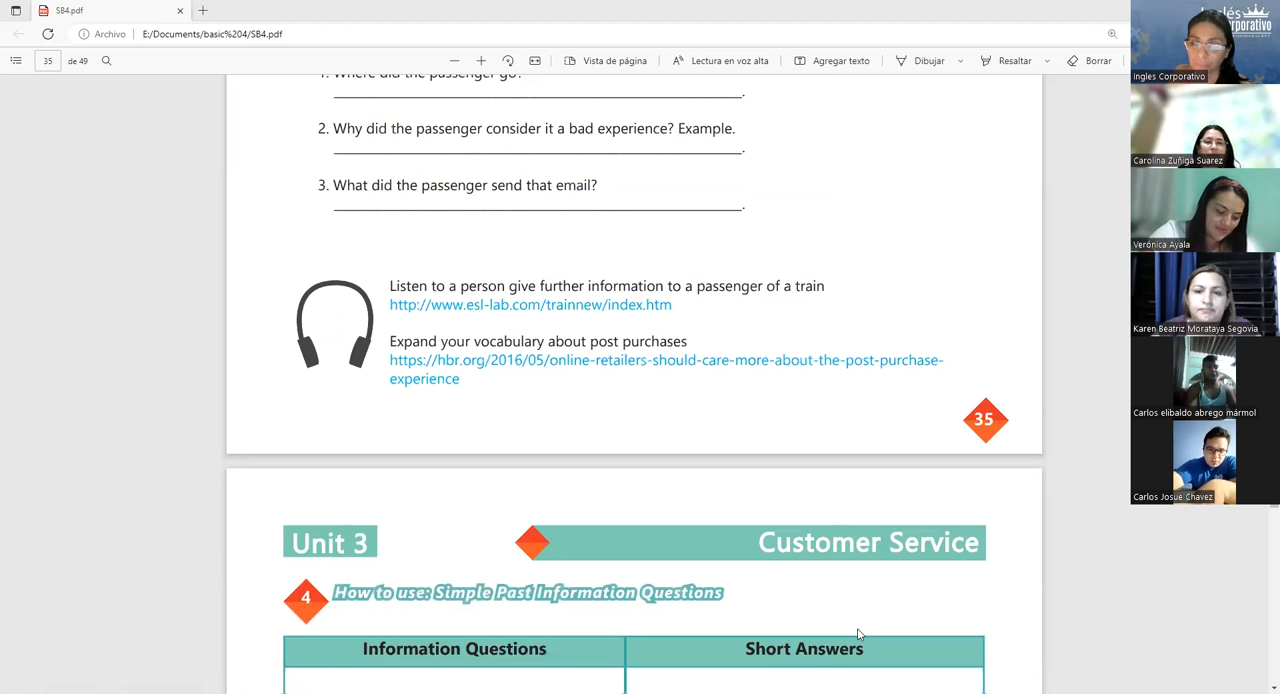 SB4.pdf
Archivo
E:/Documents/basic%204/SB4.pdf
35
de 49
Vista de página
Lectura en voz alta
Agregar texto
Dibujar
Resaltar
Borrar
1. Where did the passenger go?
2. Why did the passenger consider it a bad experience? Example.
3. What did the passenger send that email?
Listen to a person give further information to a passenger of a train
http://www.esl-lab.com/trainnew/index.htm
Expand your vocabulary about post purchases
https://hbr.org/2016/05/online-retailers-should-care-more-about-the-post-purchase-
experience
35
Unit 3
Customer Service
4
How to use: Simple Past Information Questions
Information Questions
Short Answers
Ingles Corporativo
Carolina Zuñiga Suarez
Verónica Ayala
Karen Beatriz Morataya Segovia
Carlos elibaldo abrego mármol
Carlos Josue Chavez